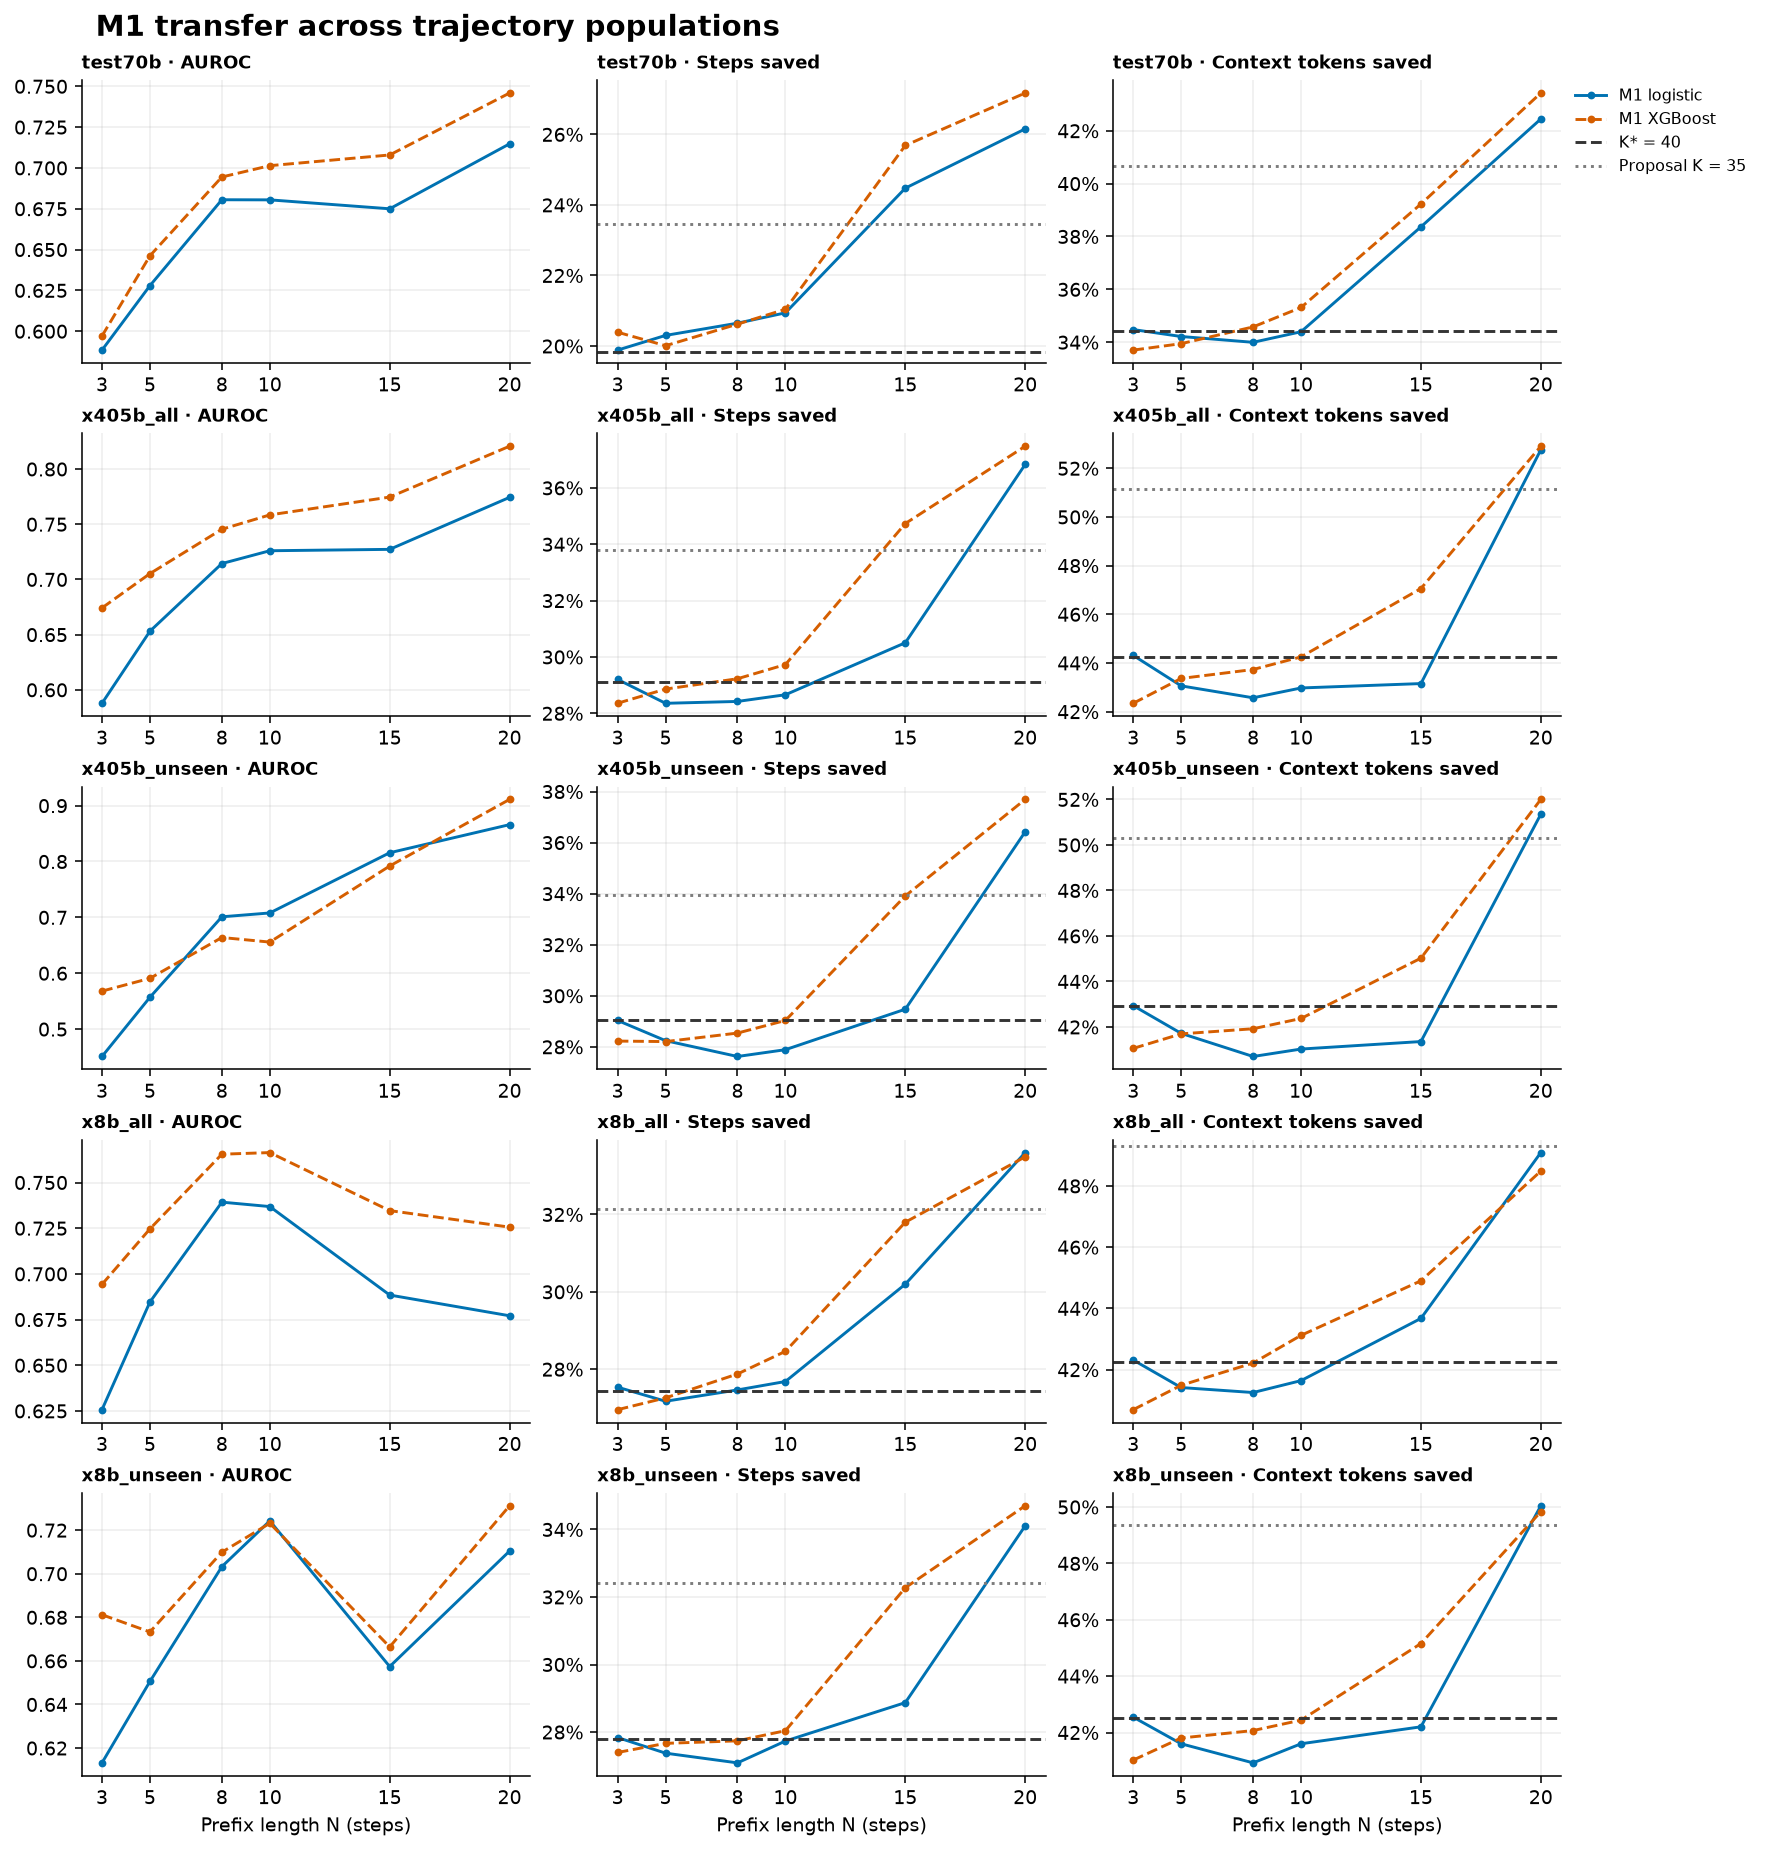 M1 transfer across trajectory populations
test70b · AUROC
0.750
0.725
0.700
0.675
0.650
0.625
0.600
3 5 8 10 15 20
test70b · Steps saved
26%
24%
22%
20%
3 5 8 10 15 20
test70b · Context tokens saved
42%
40%
38%
36%
34%
3 5 8 10 15 20
M1 logistic
M1 XGBoost
K* = 40
Proposal K = 35
x405b_all · AUROC
0.80
0.75
0.70
0.65
0.60
3 5 8 10 15 20
x405b_all · Steps saved
36%
34%
32%
30%
28%
3 5 8 10 15 20
x405b_all · Context tokens saved
52%
50%
48%
46%
44%
42%
3 5 8 10 15 20
x405b_unseen · AUROC
0.9
0.8
0.7
0.6
0.5
3 5 8 10 15 20
x405b_unseen · Steps saved
38%
36%
34%
32%
30%
28%
3 5 8 10 15 20
x405b_unseen · Context tokens saved
52%
50%
48%
46%
44%
42%
3 5 8 10 15 20
x8b_all · AUROC
0.750
0.725
0.700
0.675
0.650
0.625
3 5 8 10 15 20
x8b_all · Steps saved
32%
30%
28%
3 5 8 10 15 20
x8b_all · Context tokens saved
48%
46%
44%
42%
3 5 8 10 15 20
x8b_unseen · AUROC
0.72
0.70
0.68
0.66
0.64
0.62
3 5 8 10 15 20
Prefix length N (steps)
x8b_unseen · Steps saved
34%
32%
30%
28%
3 5 8 10 15 20
Prefix length N (steps)
x8b_unseen · Context tokens saved
50%
48%
46%
44%
42%
3 5 8 10 15 20
Prefix length N (steps)